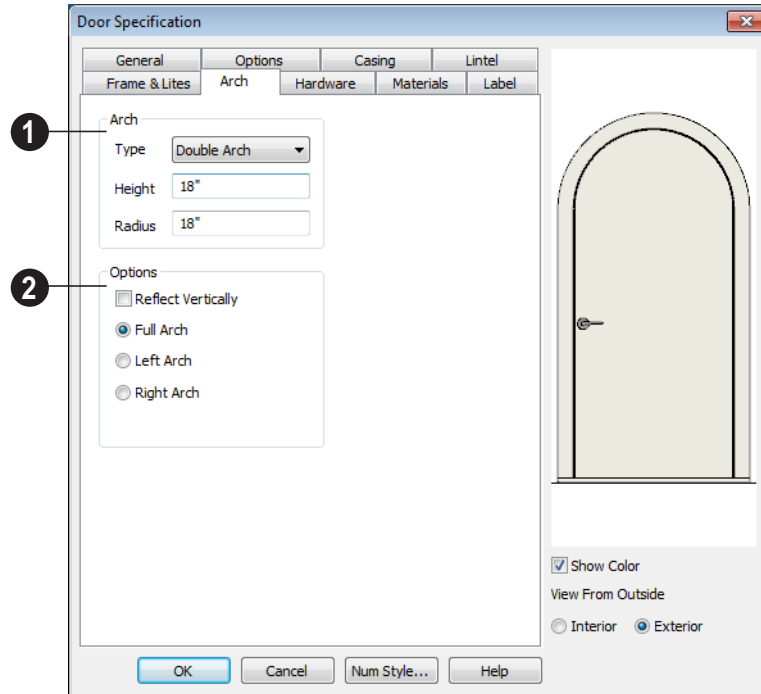 Door Specification
General Options Casing Lintel
Frame & Lites Arch Hardware Materials Label
1
Arch
Type Double Arch
Height 18"
Radius 18"
2
Options
Reflect Vertically
Full Arch
Left Arch
Right Arch
Show Color
View From Outside
Interior Exterior
OK Cancel Num Style... Help